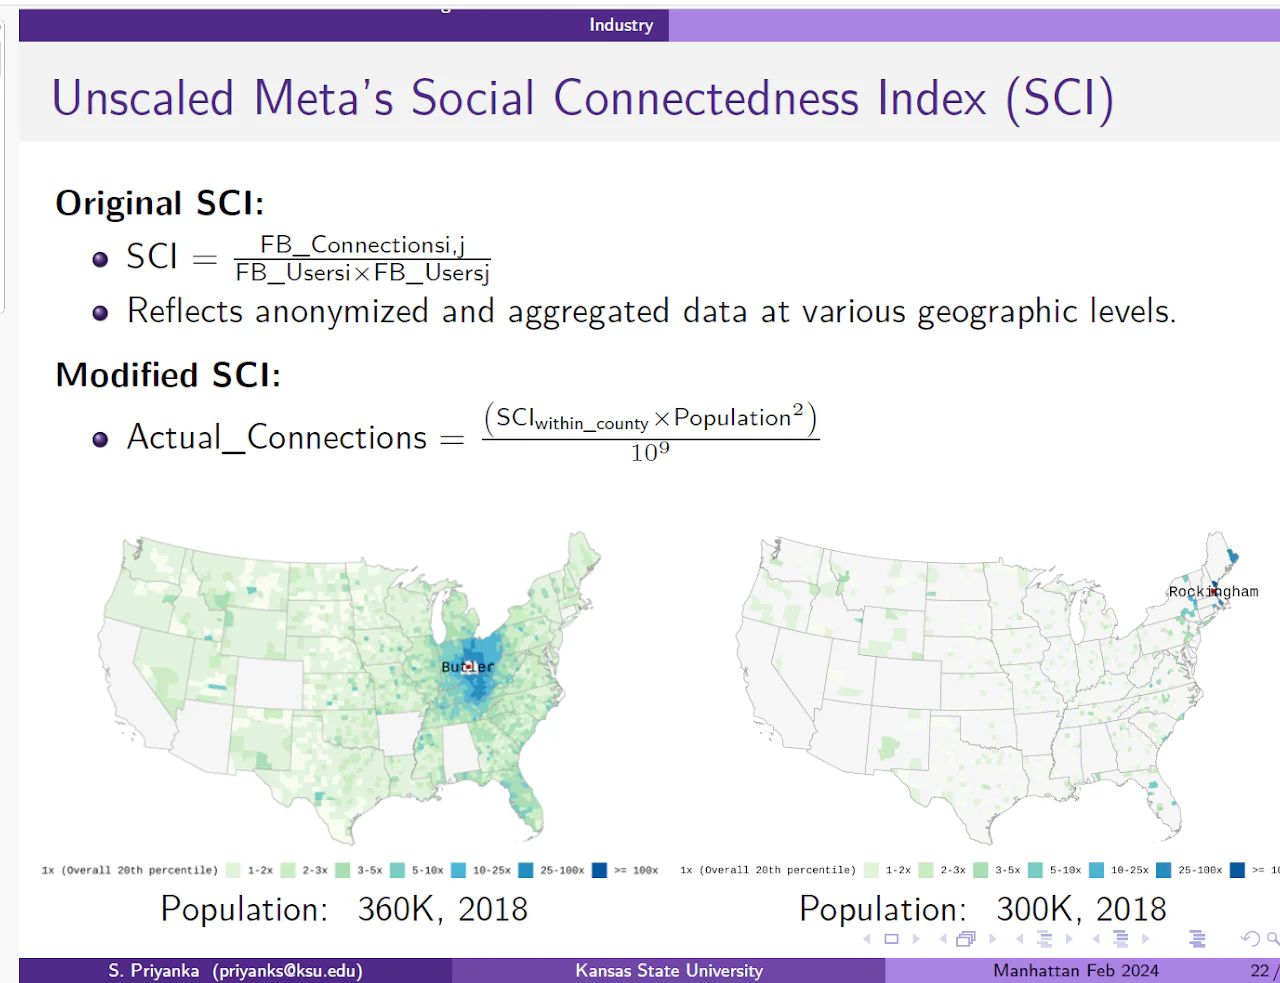 Industry
Unscaled Meta's Social Connectedness Index (SCI)
Original SCI:
SCI = FB_Connectionsi,j / FB_Usersi×FB_Usersj
Reflects anonymized and aggregated data at various geographic levels.
Modified SCI:
Actual_Connections = (SCIwithin_county×Population²) / 10⁹
Butler
Rockingham
1x (Overall 20th percentile) 1-2x 2-3x 3-5x 5-10x 10-25x 25-100x >= 100x
1x (Overall 20th percentile) 1-2x 2-3x 3-5x 5-10x 10-25x 25-100x >= 10
Population: 360K, 2018
Population: 300K, 2018
S. Priyanka (priyanks@ksu.edu) Kansas State University Manhattan Feb 2024 22 /